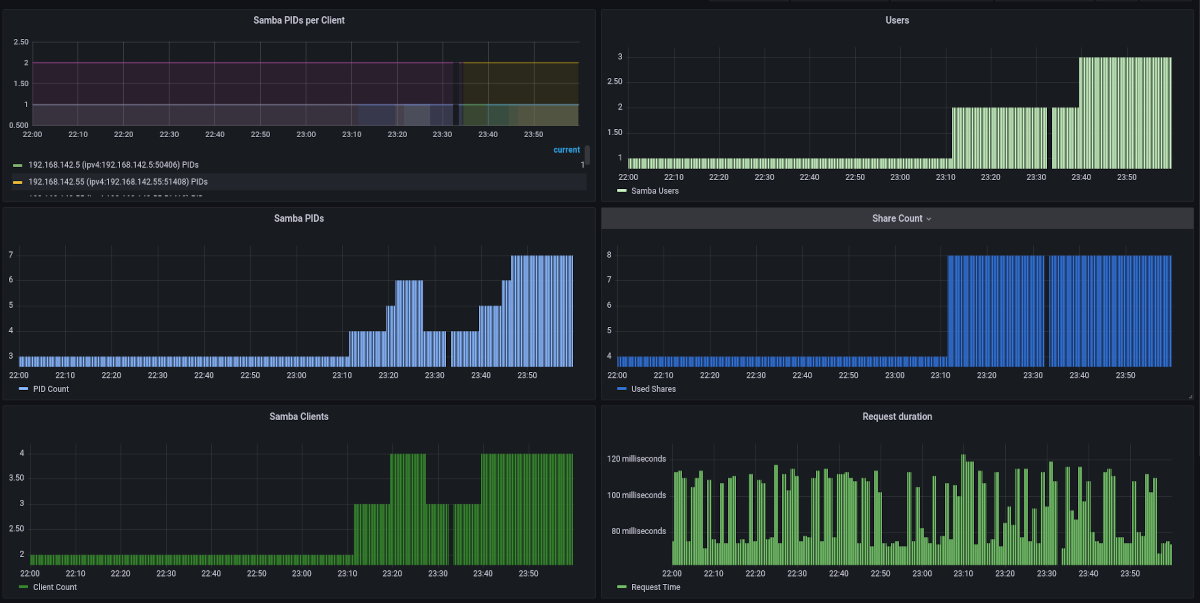 Samba PIDs per Client
2.50
2
1.50
1
0.500
22:00 22:10 22:20 22:30 22:40 22:50 23:00 23:10 23:20 23:30 23:40 23:50
current
192.168.142.5 (ipv4:192.168.142.5:50406) PIDs 1
192.168.142.55 (ipv4:192.168.142.55:51408) PIDs
Users
3
2.50
2
1.50
1
22:00 22:10 22:20 22:30 22:40 22:50 23:00 23:10 23:20 23:30 23:40 23:50
Samba Users
Samba PIDs
7
6
5
4
3
22:00 22:10 22:20 22:30 22:40 22:50 23:00 23:10 23:20 23:30 23:40 23:50
PID Count
Share Count
8
7
6
5
4
22:00 22:10 22:20 22:30 22:40 22:50 23:00 23:10 23:20 23:30 23:40 23:50
Used Shares
Samba Clients
4
3.50
3
2.50
2
22:00 22:10 22:20 22:30 22:40 22:50 23:00 23:10 23:20 23:30 23:40 23:50
Client Count
Request duration
120 milliseconds
100 milliseconds
80 milliseconds
22:00 22:10 22:20 22:30 22:40 22:50 23:00 23:10 23:20 23:30 23:40 23:50
Request Time